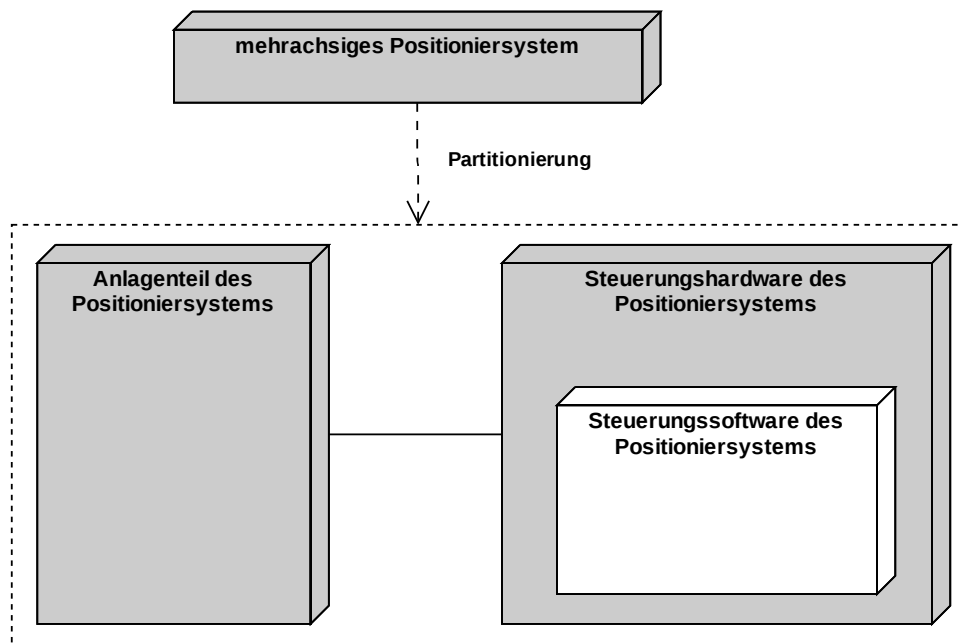 mehrachsiges Positioniersystem
Partitionierung
Anlagenteil des
Positioniersystems
Steuerungshardware des
Positioniersystems
Steuerungssoftware des
Positioniersystems